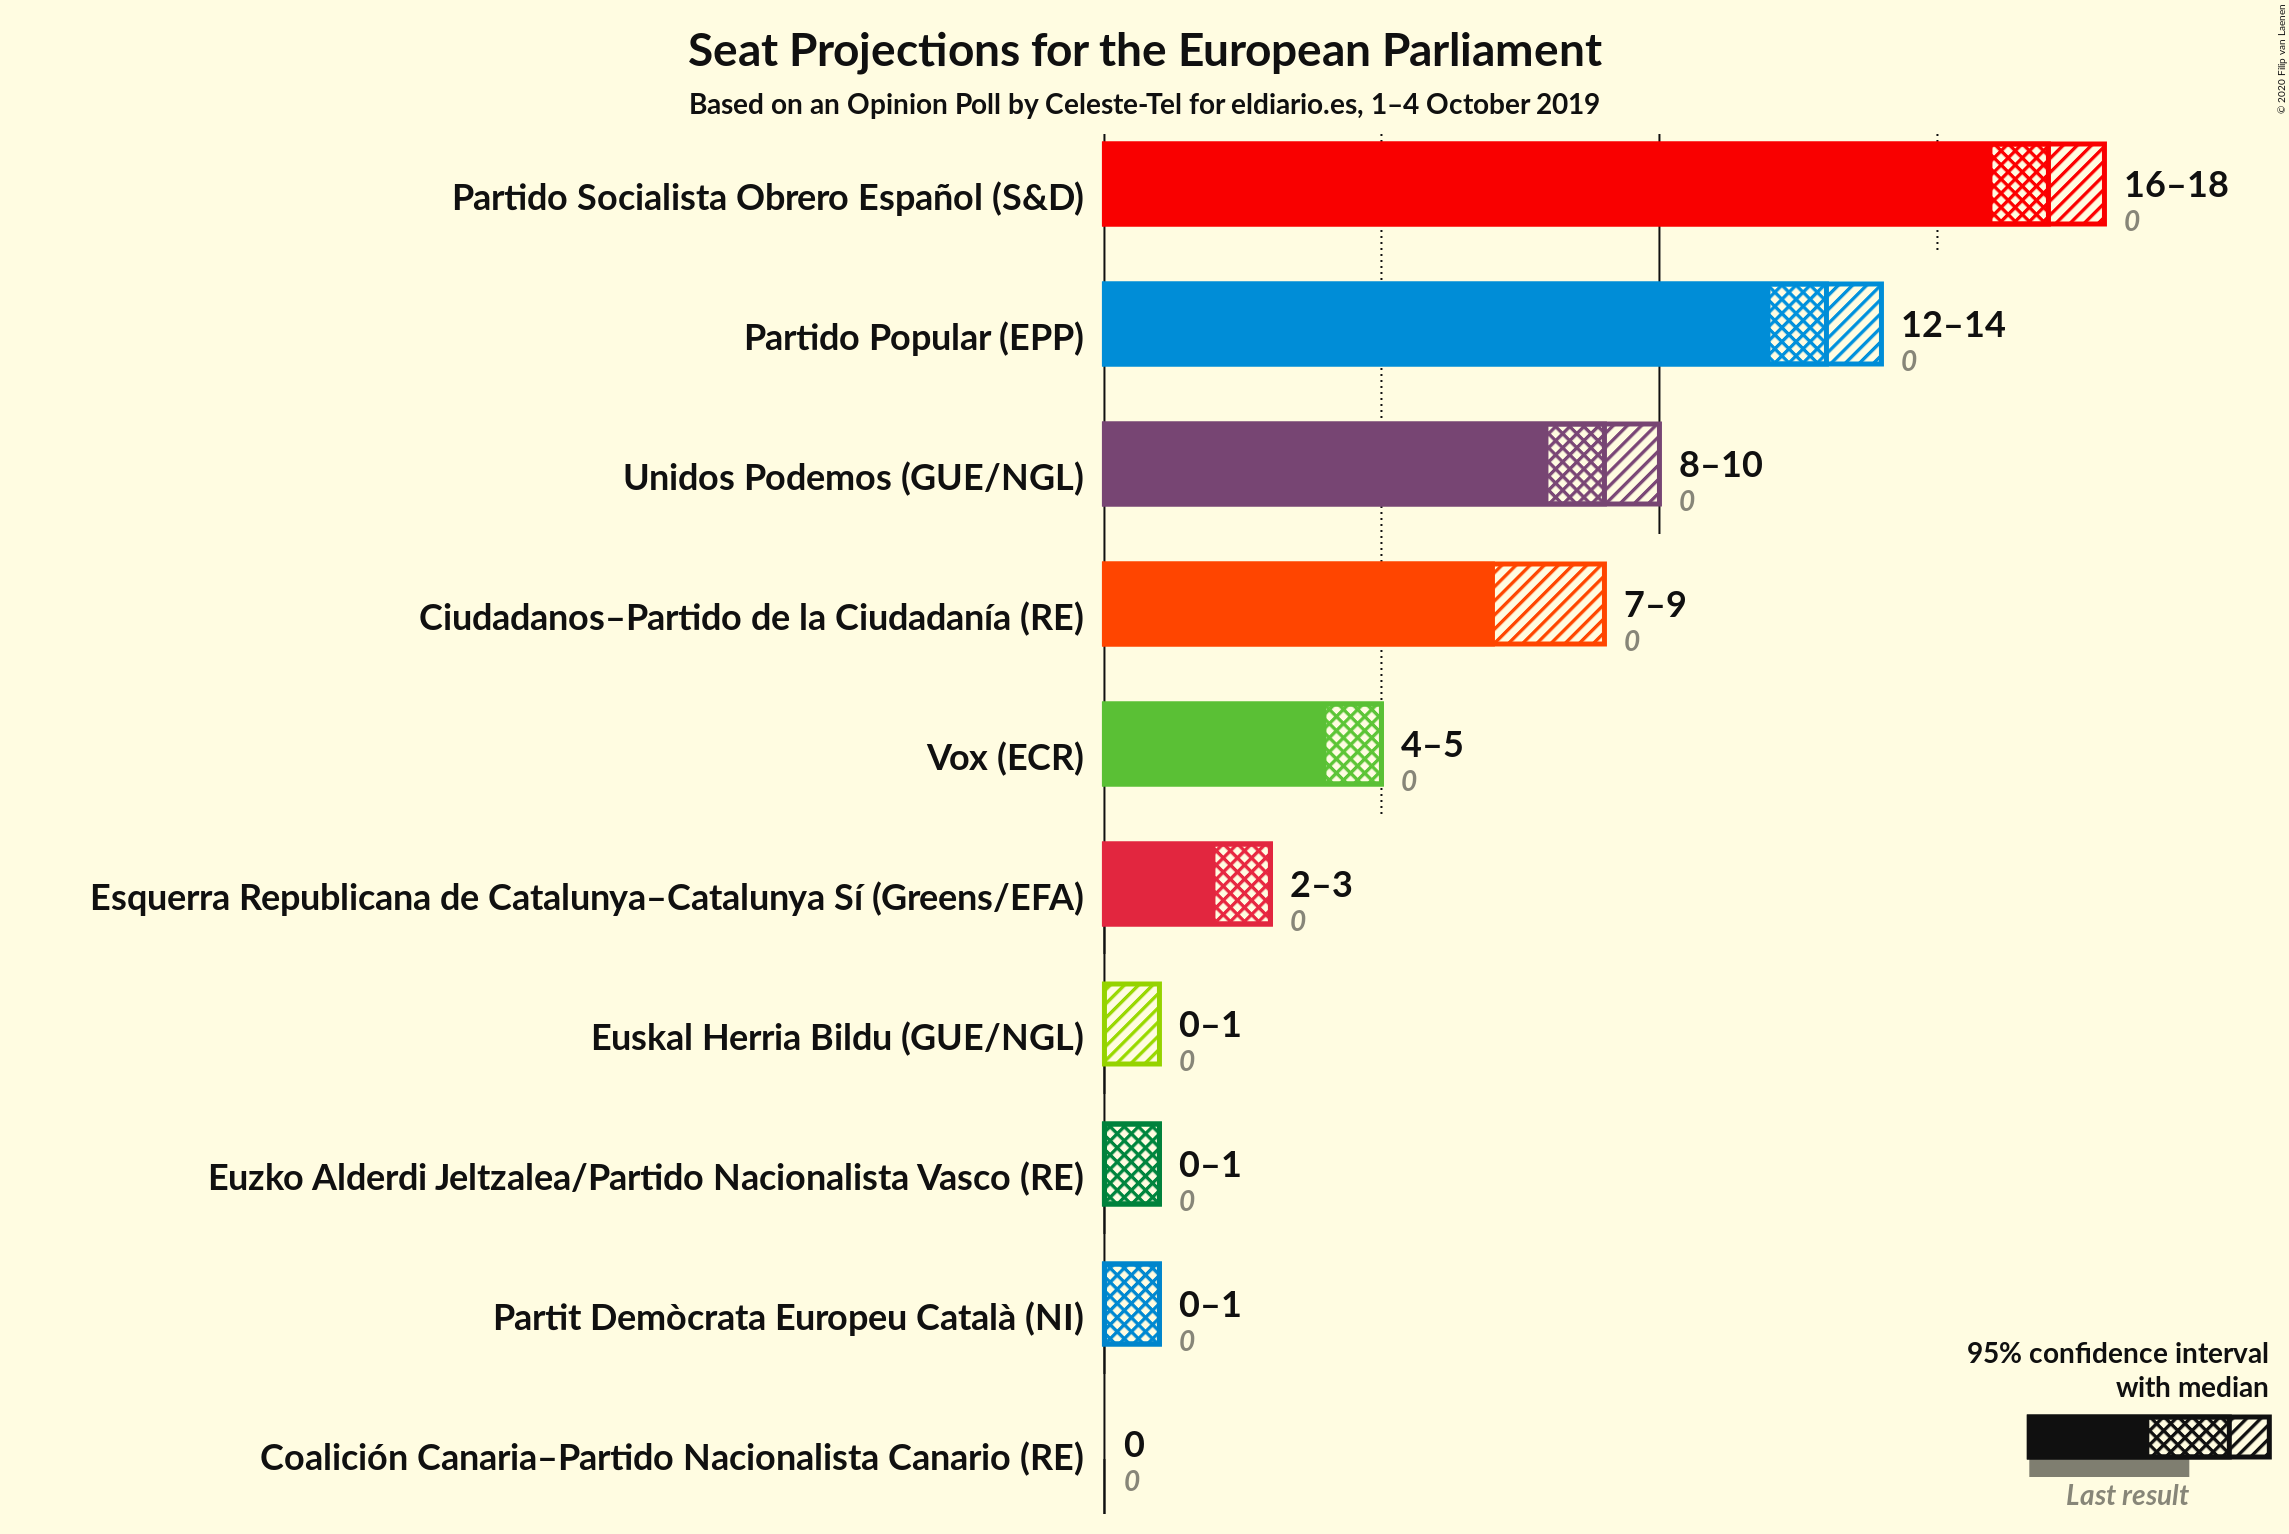 Seat Projections for the European Parliament
Based on an Opinion Poll by Celeste-Tel for eldiario.es, 1–4 October 2019
© 2020 Filip van Laenen
Partido Socialista Obrero Español (S&D)
16–18
0
Partido Popular (EPP)
12–14
0
Unidos Podemos (GUE/NGL)
8–10
0
Ciudadanos–Partido de la Ciudadanía (RE)
7–9
0
Vox (ECR)
4–5
0
Esquerra Republicana de Catalunya–Catalunya Sí (Greens/EFA)
2–3
0
Euskal Herria Bildu (GUE/NGL)
0–1
0
Euzko Alderdi Jeltzalea/Partido Nacionalista Vasco (RE)
0–1
0
Partit Demòcrata Europeu Català (NI)
0–1
0
Coalición Canaria–Partido Nacionalista Canario (RE)
0
0
95% confidence interval
with median
Last result